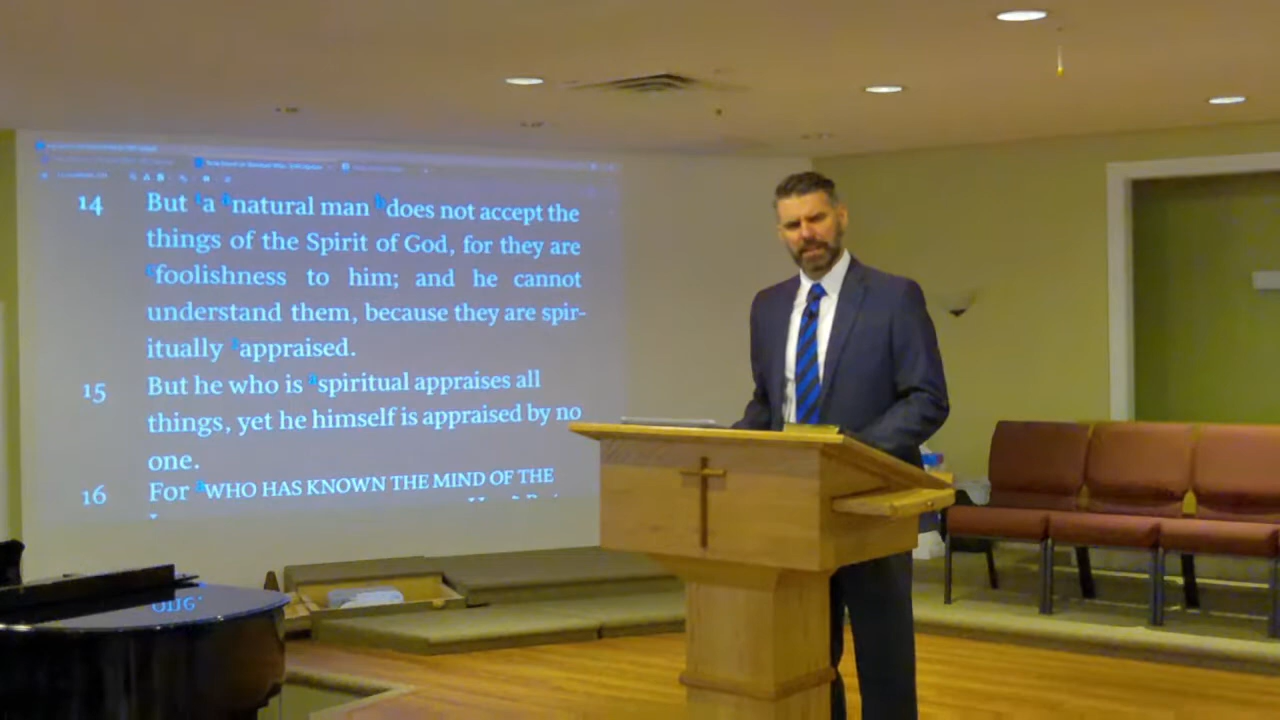 14 But a natural man does not accept the
things of the Spirit of God, for they are
foolishness to him; and he cannot
understand them, because they are spir-
itually appraised.
15 But he who is spiritual appraises all
things, yet he himself is appraised by no
one.
16 For WHO HAS KNOWN THE MIND OF THE